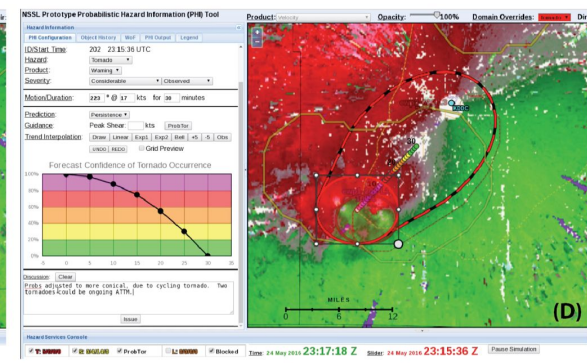 NSSL Prototype Probabilistic Hazard Information (PHI) Tool
Product: Velocity Opacity: 100% Domain Overrides:
Hazard Information
PHI Configuration Object History WoF PHI Output Legend
ID/Start Time: 202 23:15:36 UTC
Hazard: Tornado
Product: Warning
Severity: Considerable Observed
Motion/Duration: 223 ° @ 17 kts for 30 minutes
Prediction: Persistence
Guidance: Peak Shear: kts ProbTor
Trend Interpolation: Draw Linear Exp1 Exp2 Bell +5 -5 Obs
UNDO REDO Grid Preview
Forecast Confidence of Tornado Occurrence
100%
80%
60%
40%
20%
0%
-5 0 5 10 15 20 25 30 35
Discussion: Clear
Probs adjusted to more conical, due to cycling tornado. Two
tornadoes could be ongoing ATTM.
Issue
MILES
0 6 12
(D)
Hazard Services Console
ProbTor
Blocked
Time: 24 May 2016 23:17:18 Z Slider: 24 May 2016 23:15:36 Z Pause Simulation